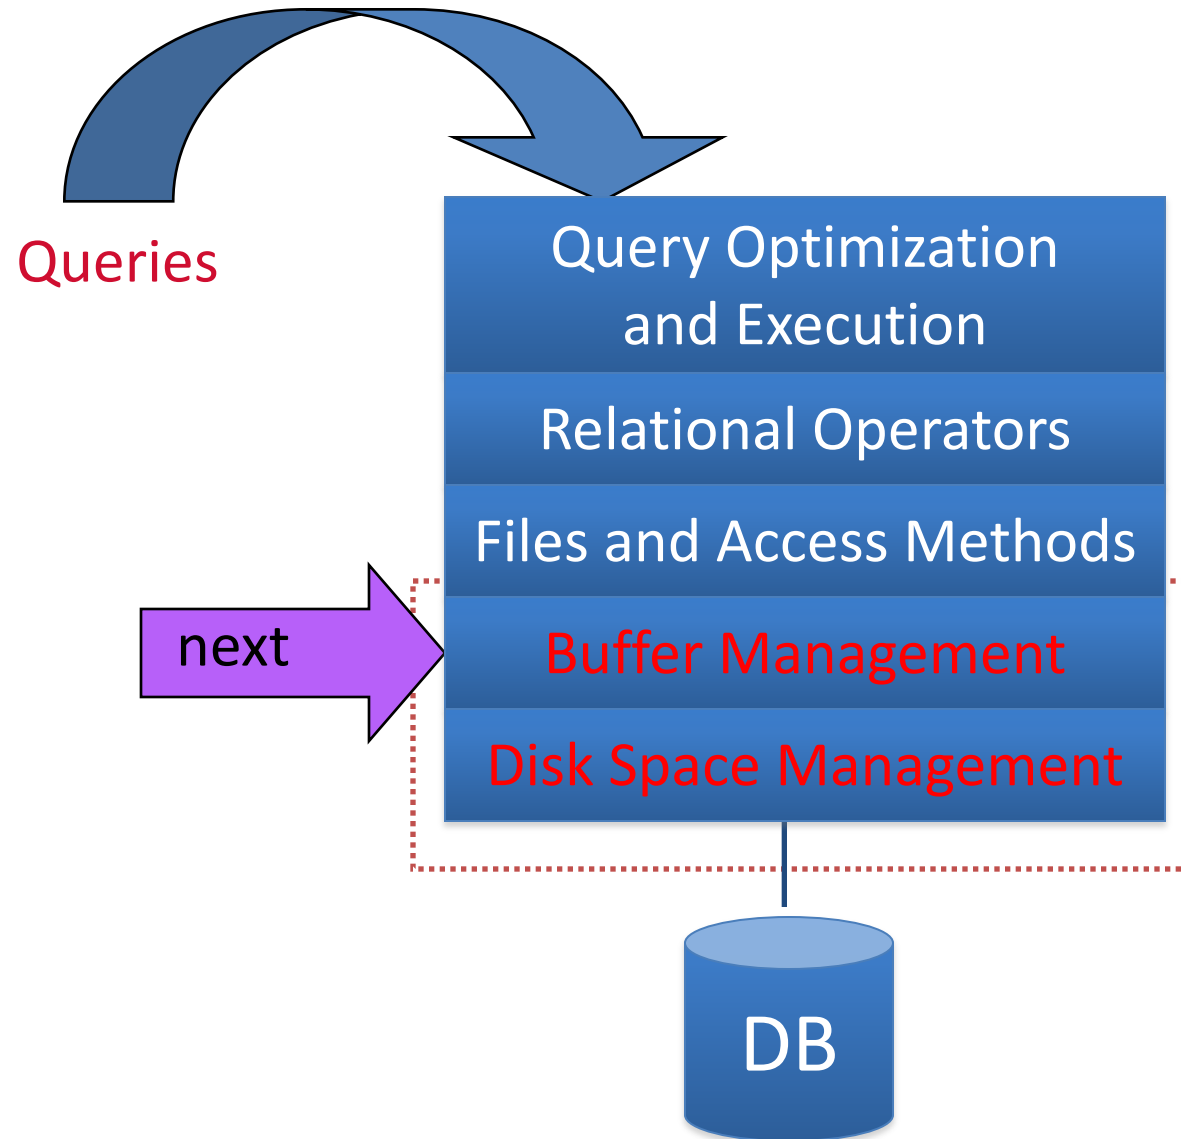 Queries
Query Optimization
and Execution
Relational Operators
Files and Access Methods
next
Buffer Management
Disk Space Management
DB